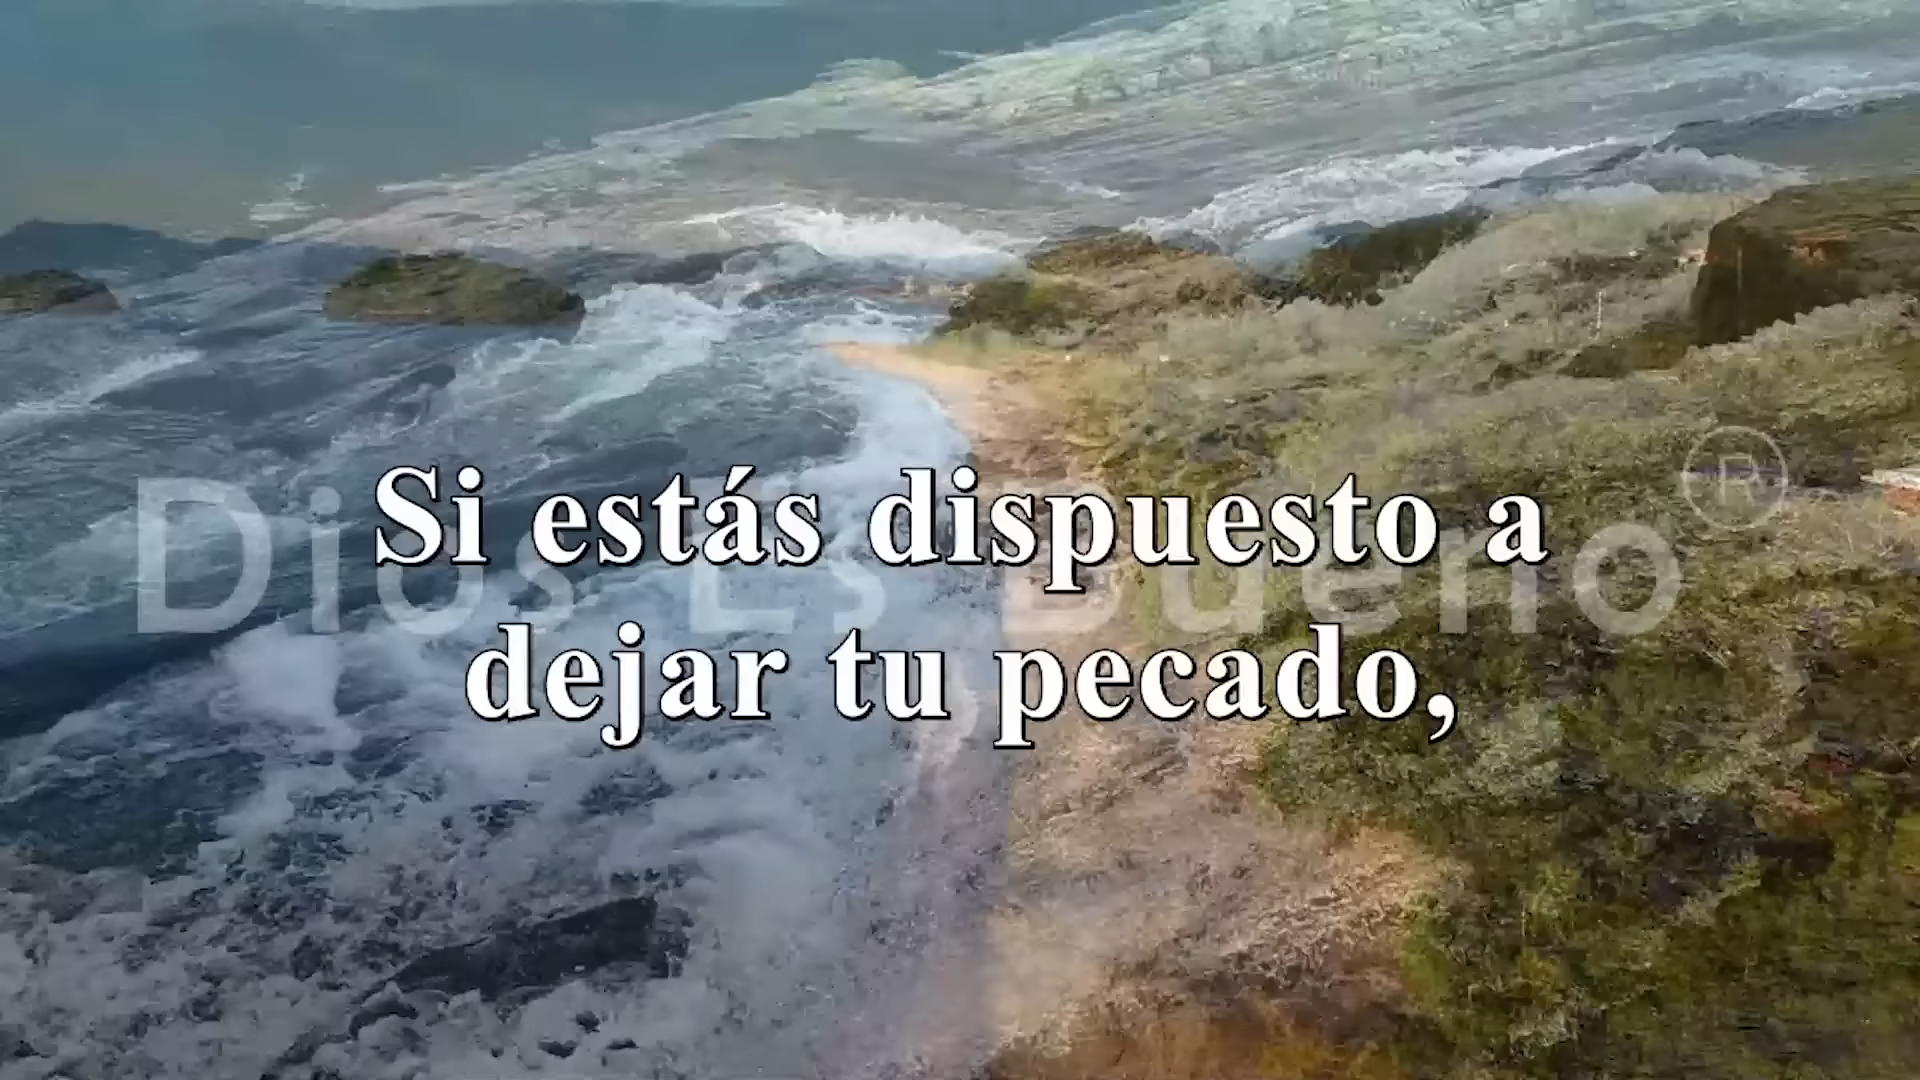 Si estás dispuesto a
dejar tu pecado,
Dios Es Bueno ®